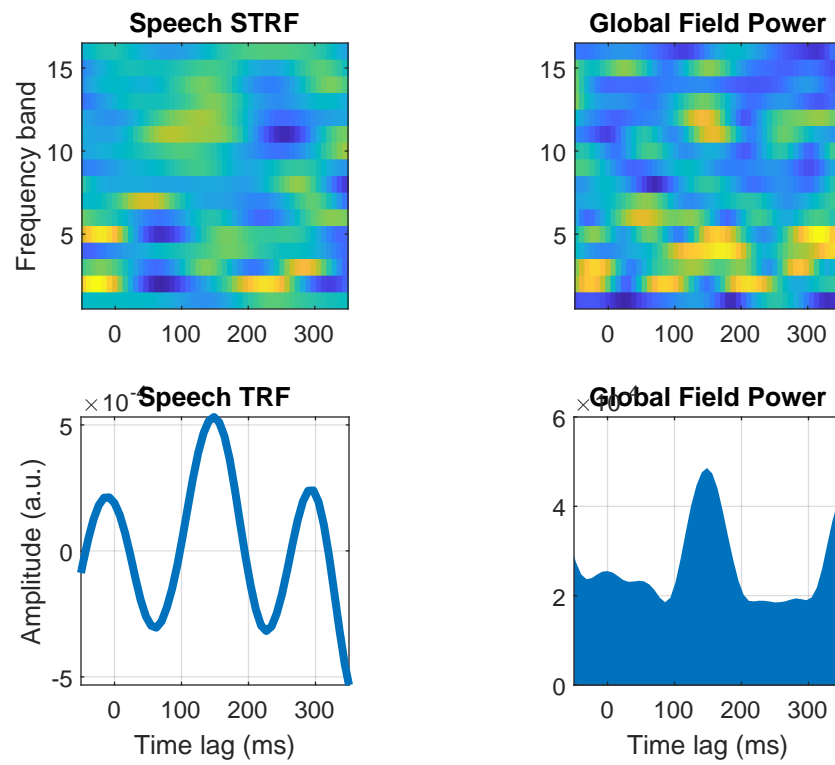 Speech STRF
Frequency band
15
10
5
0 100 200 300
Global Field Power
15
10
5
0 100 200 300
Speech TRF
Amplitude (a.u.)
5
0
-5
0 100 200 300
Time lag (ms)
Global Field Power
6
4
2
0
0 100 200 300
Time lag (ms)